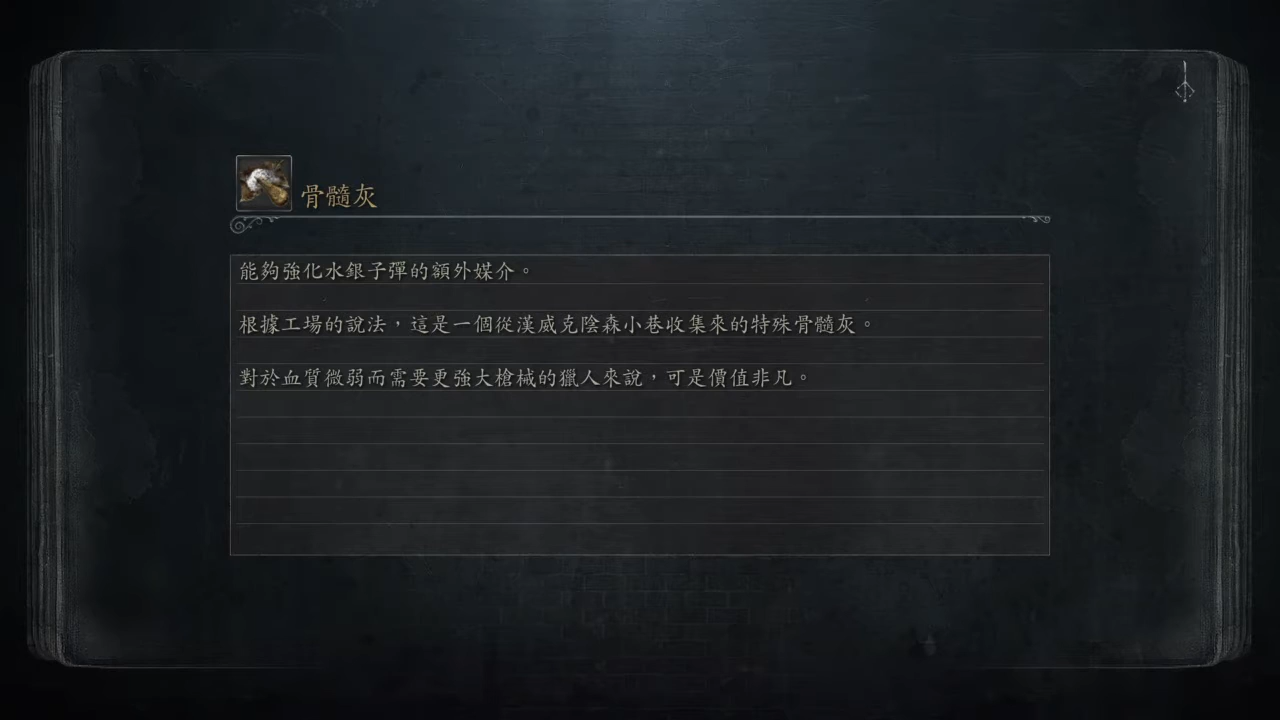 骨髓灰
能夠強化水銀子彈的額外媒介。
根據工場的說法，這是一個從漢威克陰森小巷收集來的特殊骨髓灰。
對於血質微弱而需要更強大槍械的獵人來說，可是價值非凡。